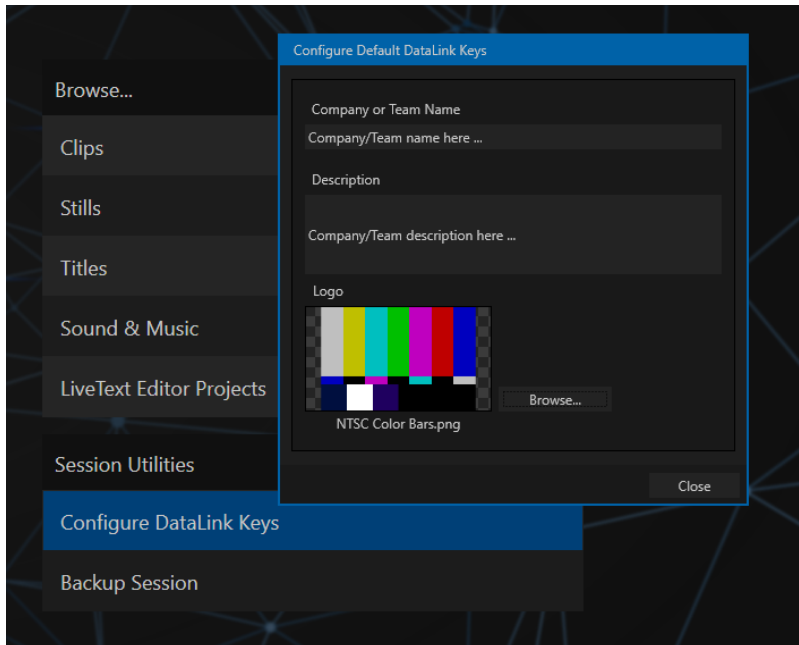 Browse...
Clips
Stills
Titles
Sound & Music
LiveText Editor Projects
Session Utilities
Configure DataLink Keys
Backup Session
Configure Default DataLink Keys
Company or Team Name
Company/Team name here ...
Description
Company/Team description here ...
Logo
Browse...
NTSC Color Bars.png
Close